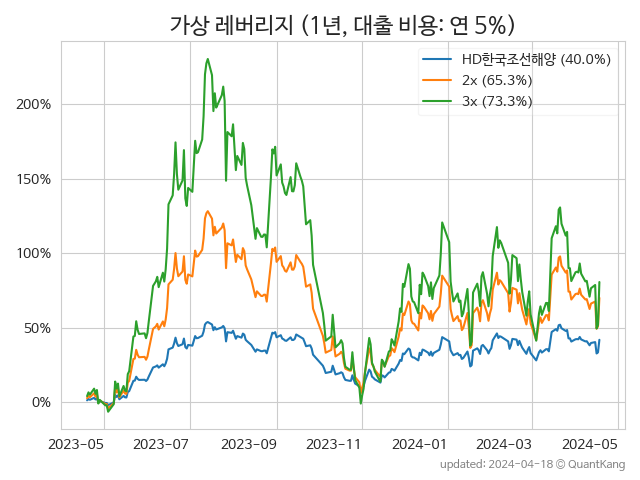 가상 레버리지 (1년, 대출 비용: 연 5%)
HD한국조선해양 (40.0%)
2x (65.3%)
3x (73.3%)
200%
150%
100%
50%
0%
2023-05 2023-07 2023-09 2023-11 2024-01 2024-03 2024-05
updated: 2024-04-18 © QuantKang